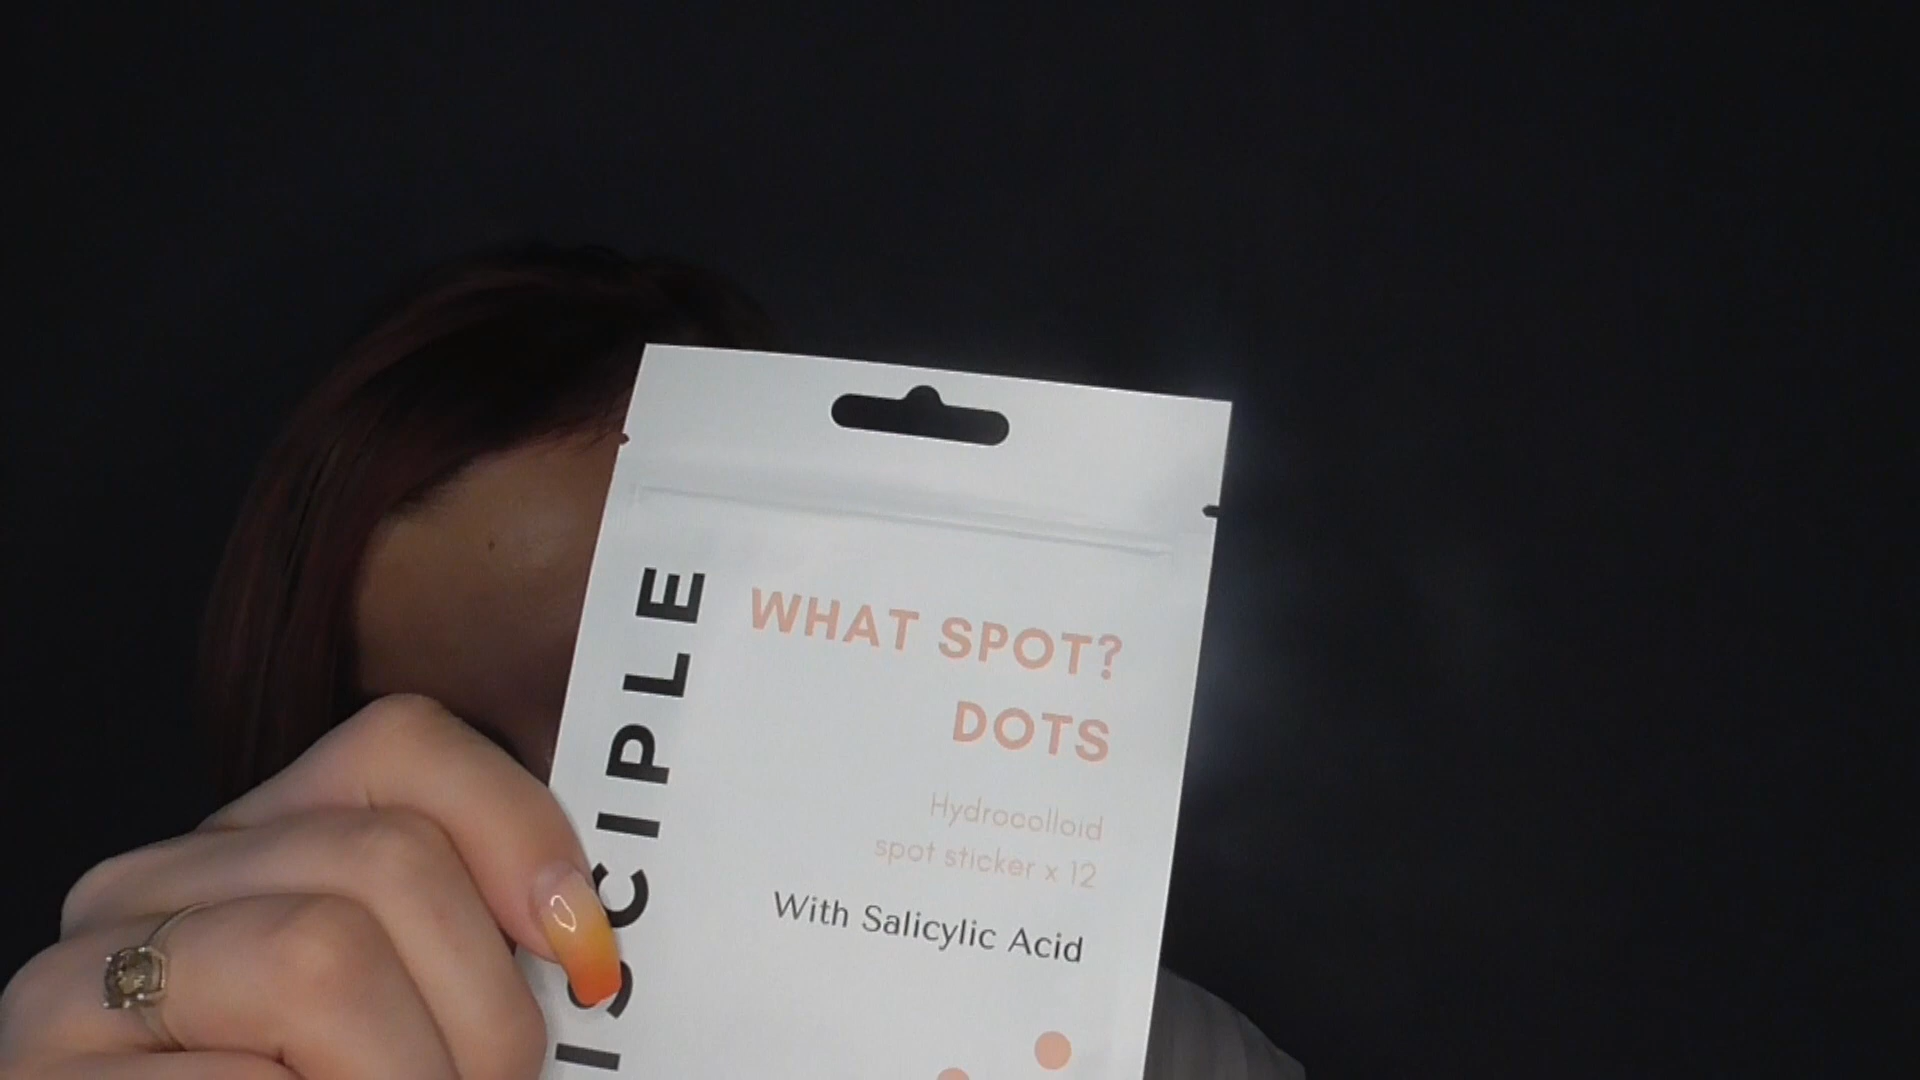 ISCIPLE
WHAT SPOT?
DOTS
Hydrocolloid
spot sticker x 12
With Salicylic Acid